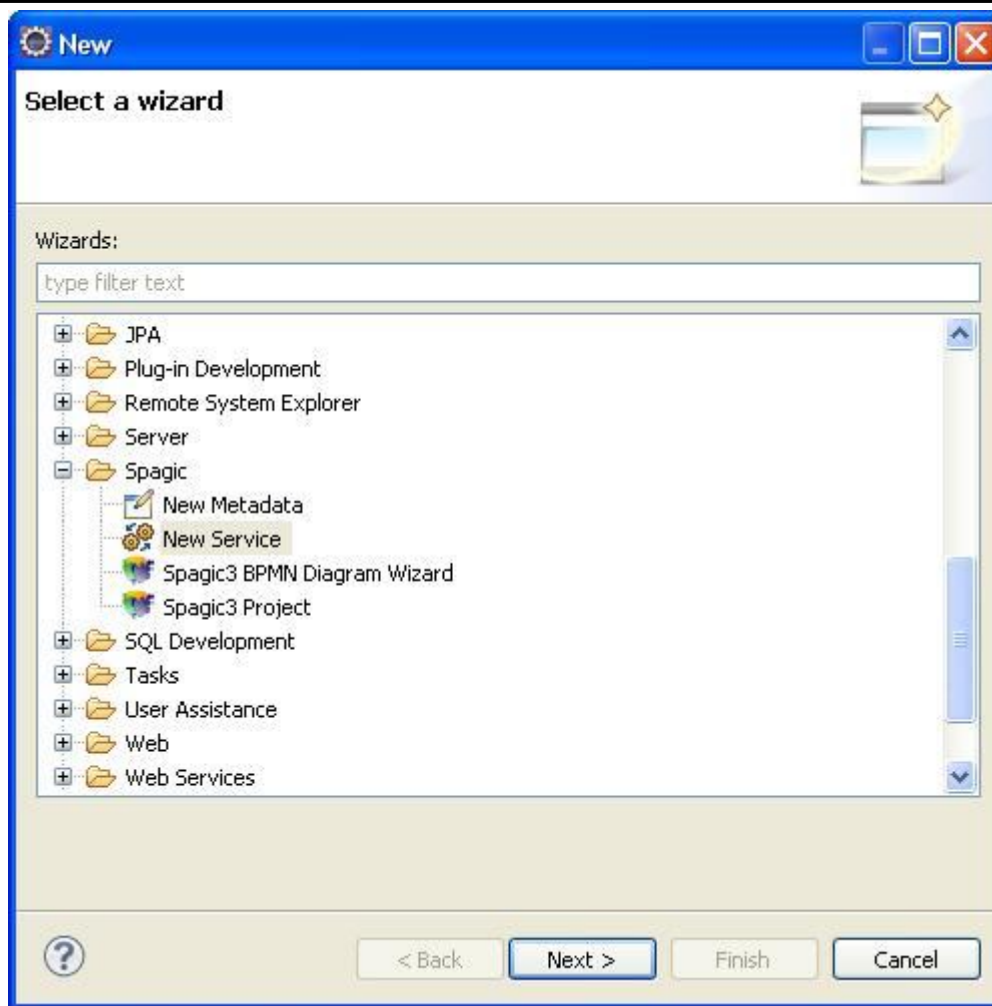 New
Select a wizard
Wizards:
type filter text
JPA
Plug-in Development
Remote System Explorer
Server
Spagic
New Metadata
New Service
Spagic3 BPMN Diagram Wizard
Spagic3 Project
SQL Development
Tasks
User Assistance
Web
Web Services
? < Back Next > Finish Cancel